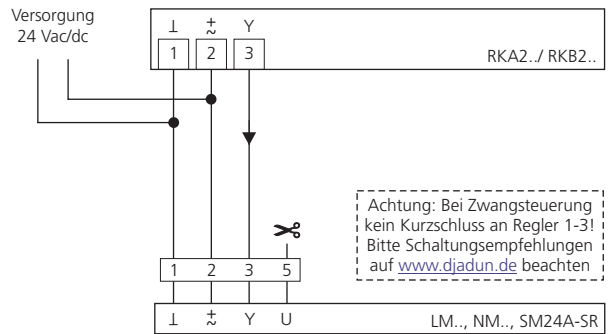 Versorgung
24 Vac/dc
⊥ ± ~ Y
1 2 3
RKA2../ RKB2..
Achtung: Bei Zwangsteuerung
kein Kurzschluss an Regler 1-3!
Bitte Schaltungsempfehlungen
auf www.djadun.de beachten
1 2 3 5
⊥ ± ~ Y U
LM.., NM.., SM24A-SR